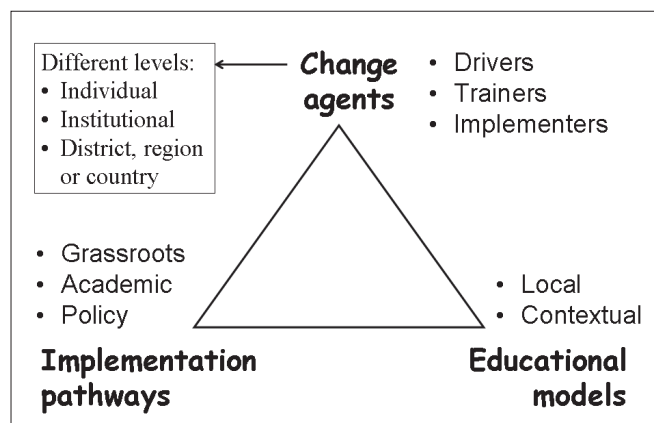 Different levels:
• Individual
• Institutional
• District, region
or country
Change
agents
• Drivers
• Trainers
• Implementers
• Grassroots
• Academic
• Policy
Implementation
pathways
• Local
• Contextual
Educational
models